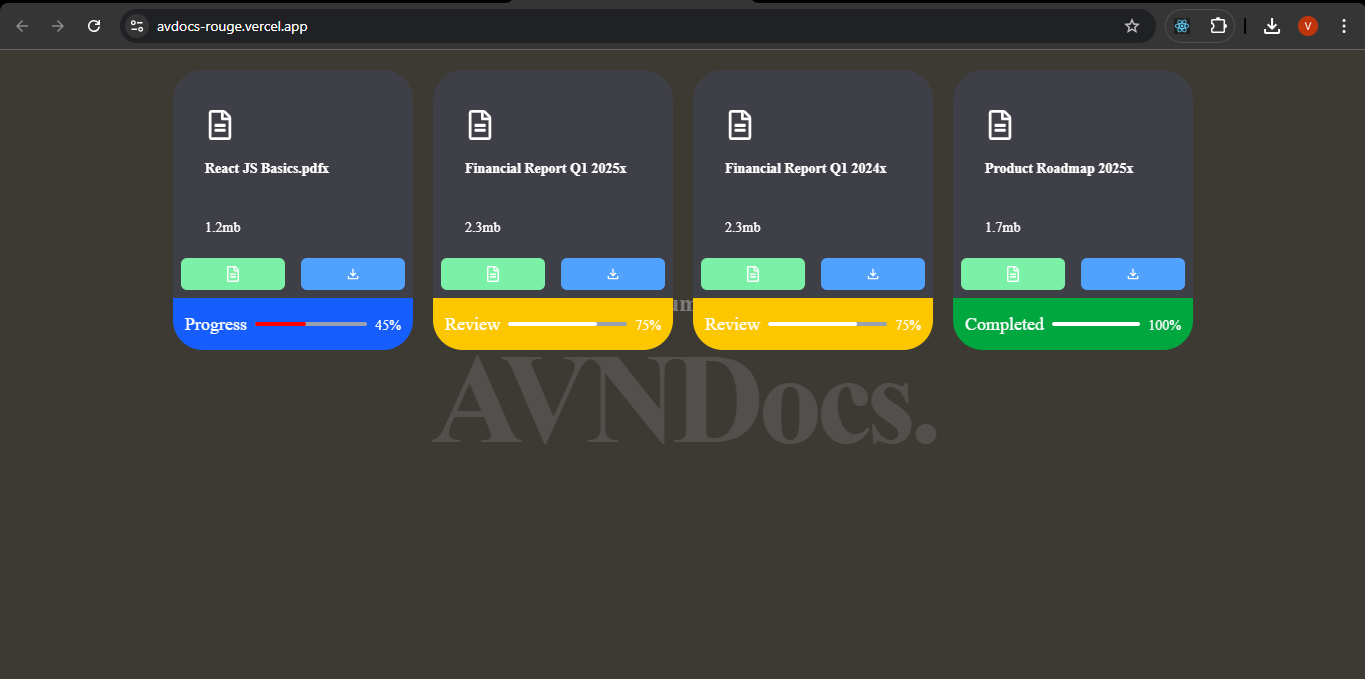 avdocs-rouge.vercel.app
V
React JS Basics.pdfx
Financial Report Q1 2025x
Financial Report Q1 2024x
Product Roadmap 2025x
1.2mb
2.3mb
2.3mb
1.7mb
Progress 45%
Review 75%
Review 75%
Completed 100%
AVNDocs.